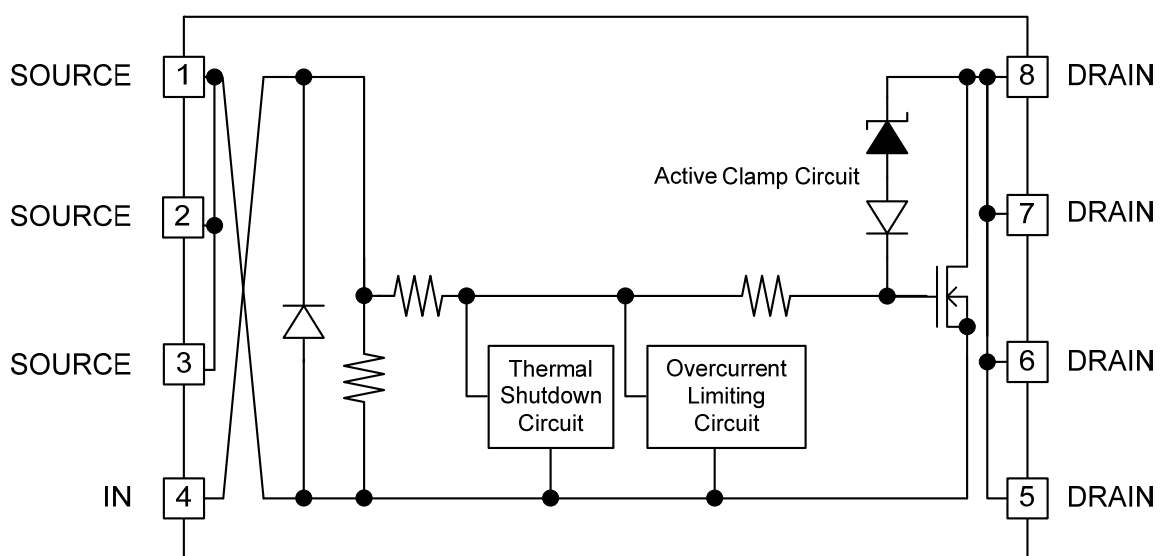 SOURCE 1
8 DRAIN
Active Clamp Circuit
SOURCE 2
7 DRAIN
SOURCE 3
6 DRAIN
Thermal
Shutdown
Circuit
Overcurrent
Limiting
Circuit
IN 4
5 DRAIN